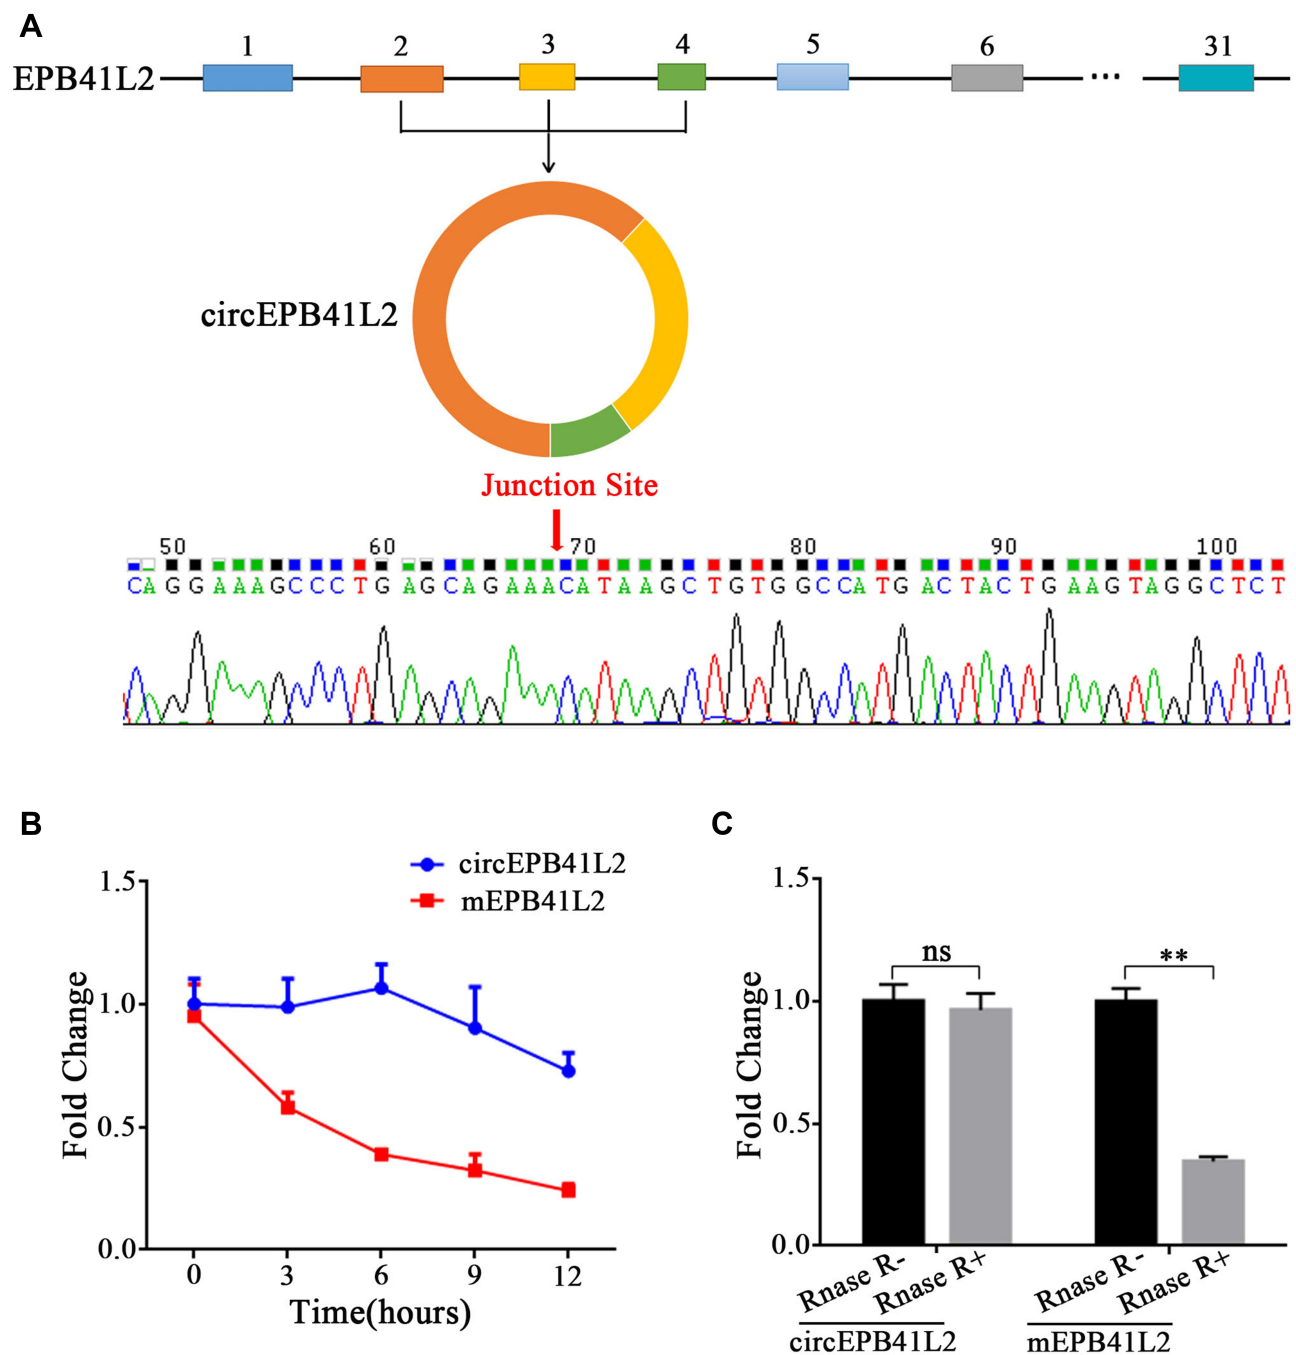 A
1 2 3 4 5 6 31
EPB41L2 ...
circEPB41L2
Junction Site
50 60 70 80 90 100
CAGGAAAGCCCTGAGCAGAAACATAAGCTGTGGCCATGACTACTGAAGTAGGCTCT
B
circEPB41L2
mEPB41L2
1.5
1.0
0.5
0.0
Fold Change
0 3 6 9 12
Time(hours)
C
1.5
1.0
0.5
0.0
Fold Change
ns **
Rnase R- Rnase R+ Rnase R- Rnase R+
circEPB41L2 mEPB41L2